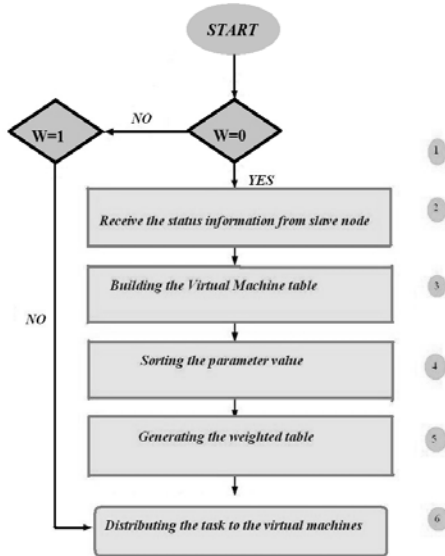 START
NO
W=1
W=0
1
YES
2
Receive the status information from slave node
Building the Virtual Machine table
3
NO
Sorting the parameter value
4
Generating the weighted table
5
Distributing the task to the virtual machines
6